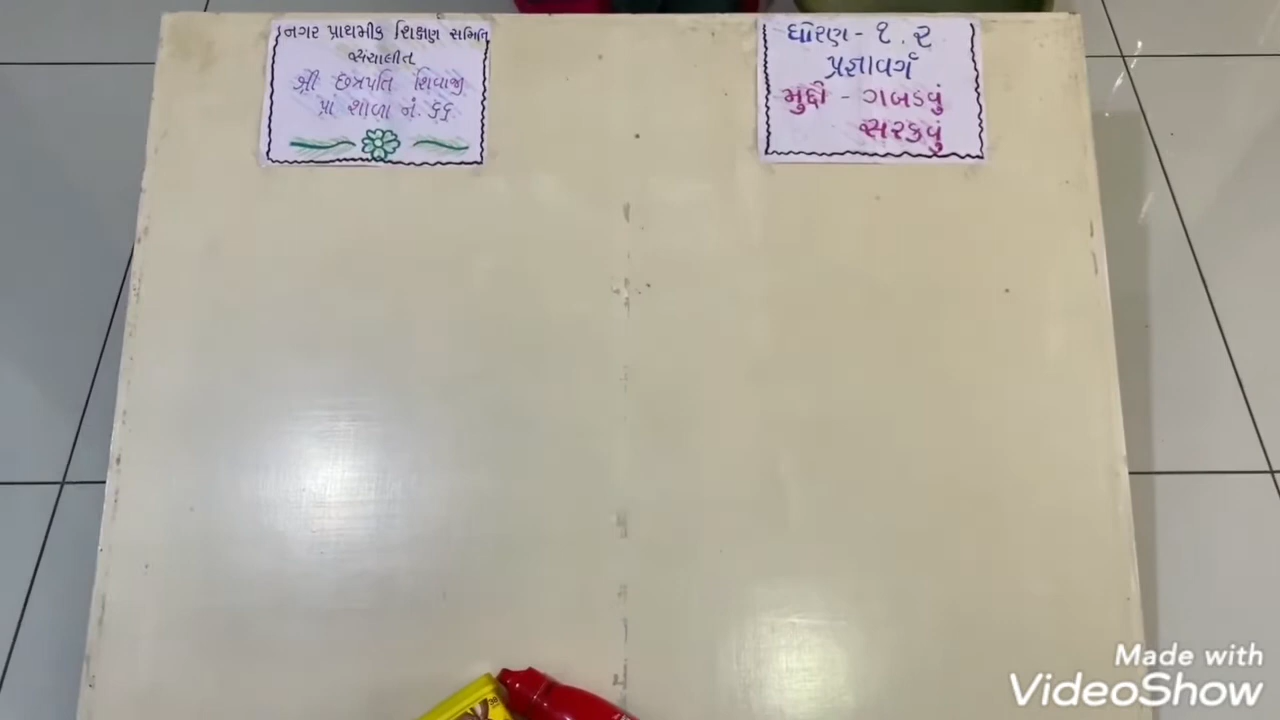 નગર પ્રાથમીક શિક્ષણ સમિતિ
સંચાલીત
શ્રી છત્રપતિ શિવાજી
પ્રા શાળા નં. ૬૬
ધોરણ - ૧.૨
પ્રજ્ઞાવર્ગ
મુદ્દો - ગબડવું
સરકવું
Made with
VideoShow